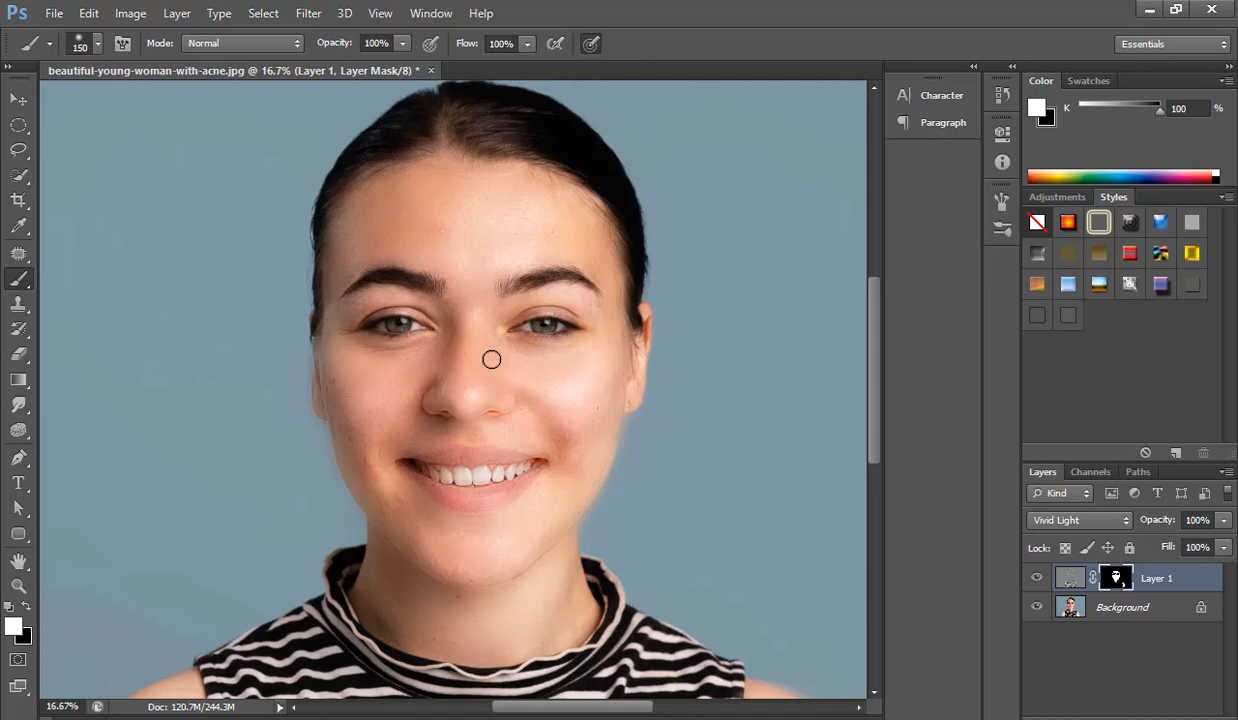 Ps File Edit Image Layer Type Select Filter 3D View Window Help
150 Mode: Normal Opacity: 100% Flow: 100% Essentials
beautiful-young-woman-with-acne.jpg @ 16.7% (Layer 1, Layer Mask/8) * ×
Color Swatches
Character
K 100 %
Paragraph
Adjustments Styles
Layers Channels Paths
Kind
Vivid Light Opacity: 100%
Lock: Fill: 100%
Layer 1
Background
16.67% Doc: 120.7M/244.3M